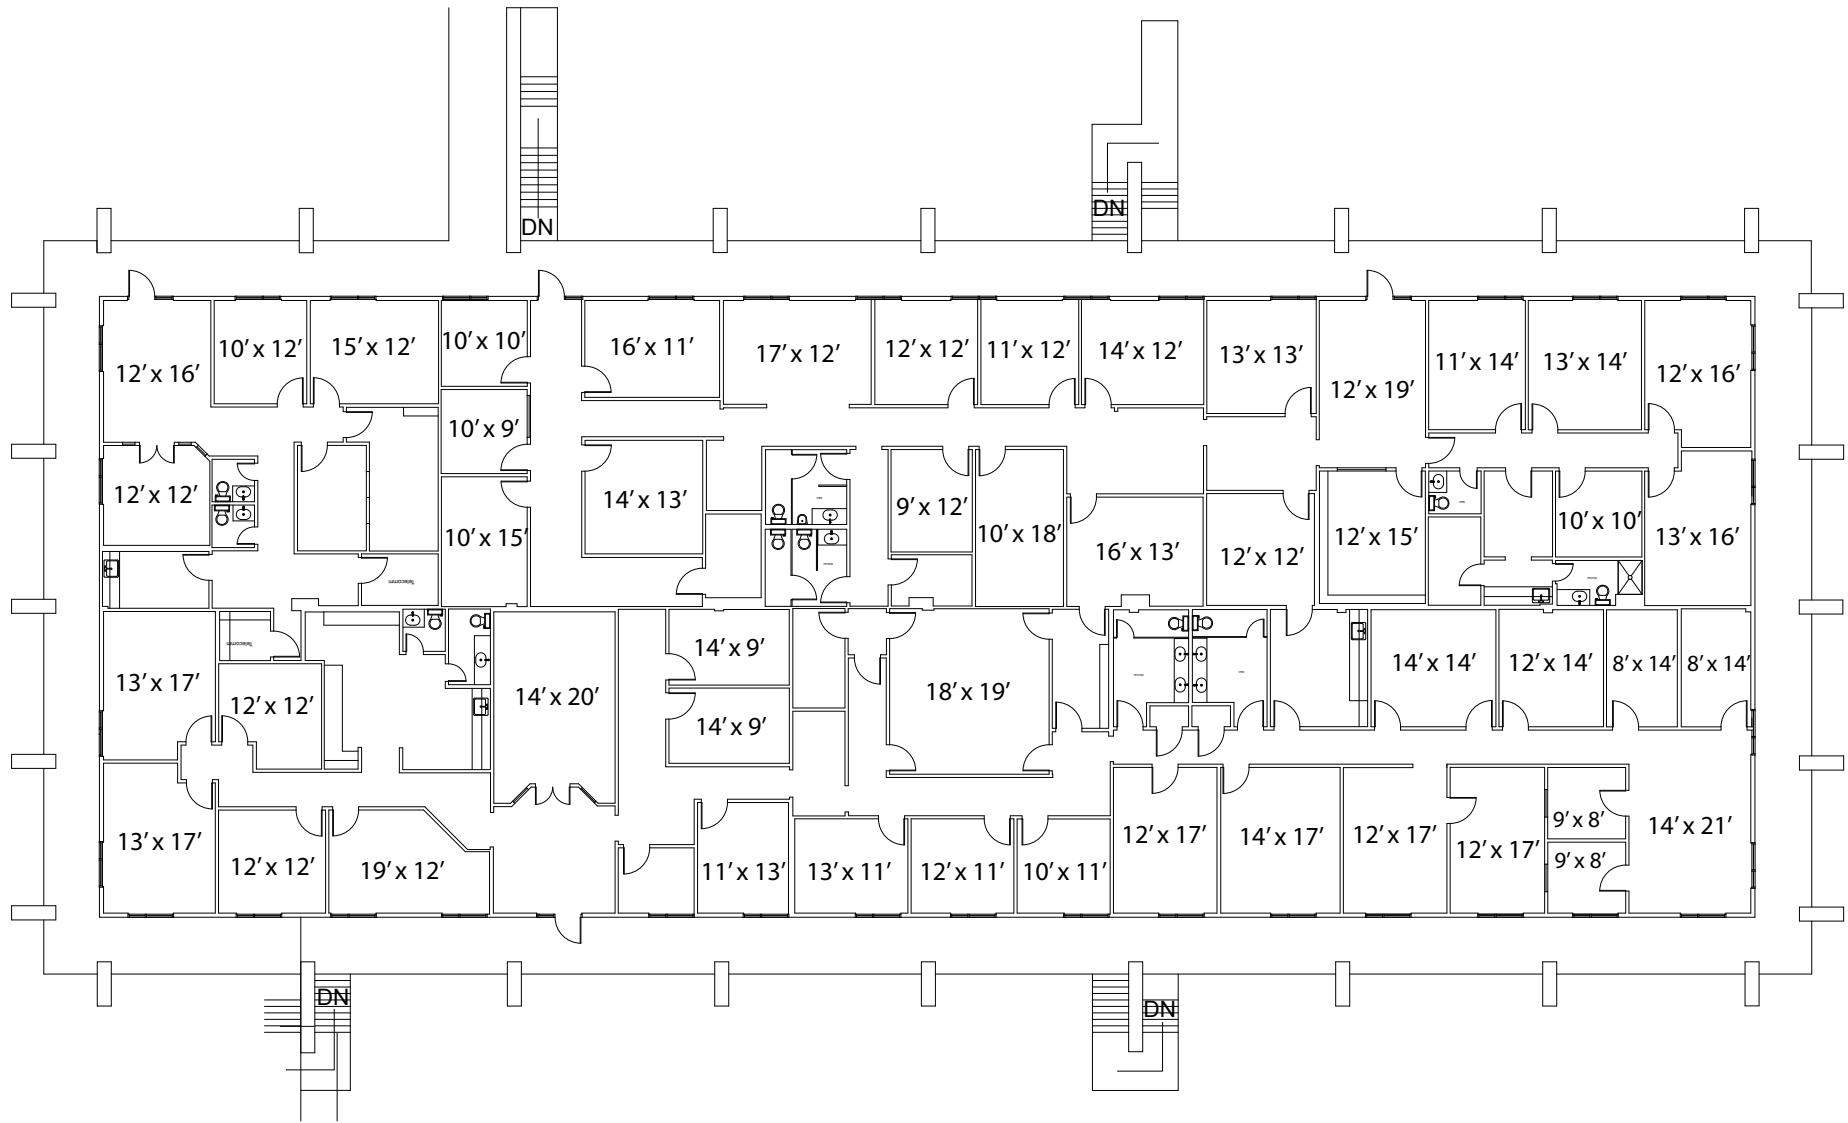 DN
DN
12’ x 16’
10’ x 12’
15’ x 12’
10’ x 10’
16’ x 11’
17’ x 12’
12’ x 12’
11’ x 12’
14’ x 12’
13’ x 13’
12’ x 19’
11’ x 14’
13’ x 14’
12’ x 16’
10’ x 9’
12’ x 12’
14’ x 13’
9’ x 12’
10’ x 18’
10’ x 15’
16’ x 13’
12’ x 12’
12’ x 15’
10’ x 10’
13’ x 16’
Telecomm
Telecomm
13’ x 17’
12’ x 12’
14’ x 20’
14’ x 9’
14’ x 9’
18’ x 19’
14’ x 14’
12’ x 14’
8’ x 14’
8’ x 14’
13’ x 17’
12’ x 12’
19’ x 12’
11’ x 13’
13’ x 11’
12’ x 11’
10’ x 11’
12’ x 17’
14’ x 17’
12’ x 17’
12’ x 17’
9’ x 8’
9’ x 8’
14’ x 21’
DN
DN